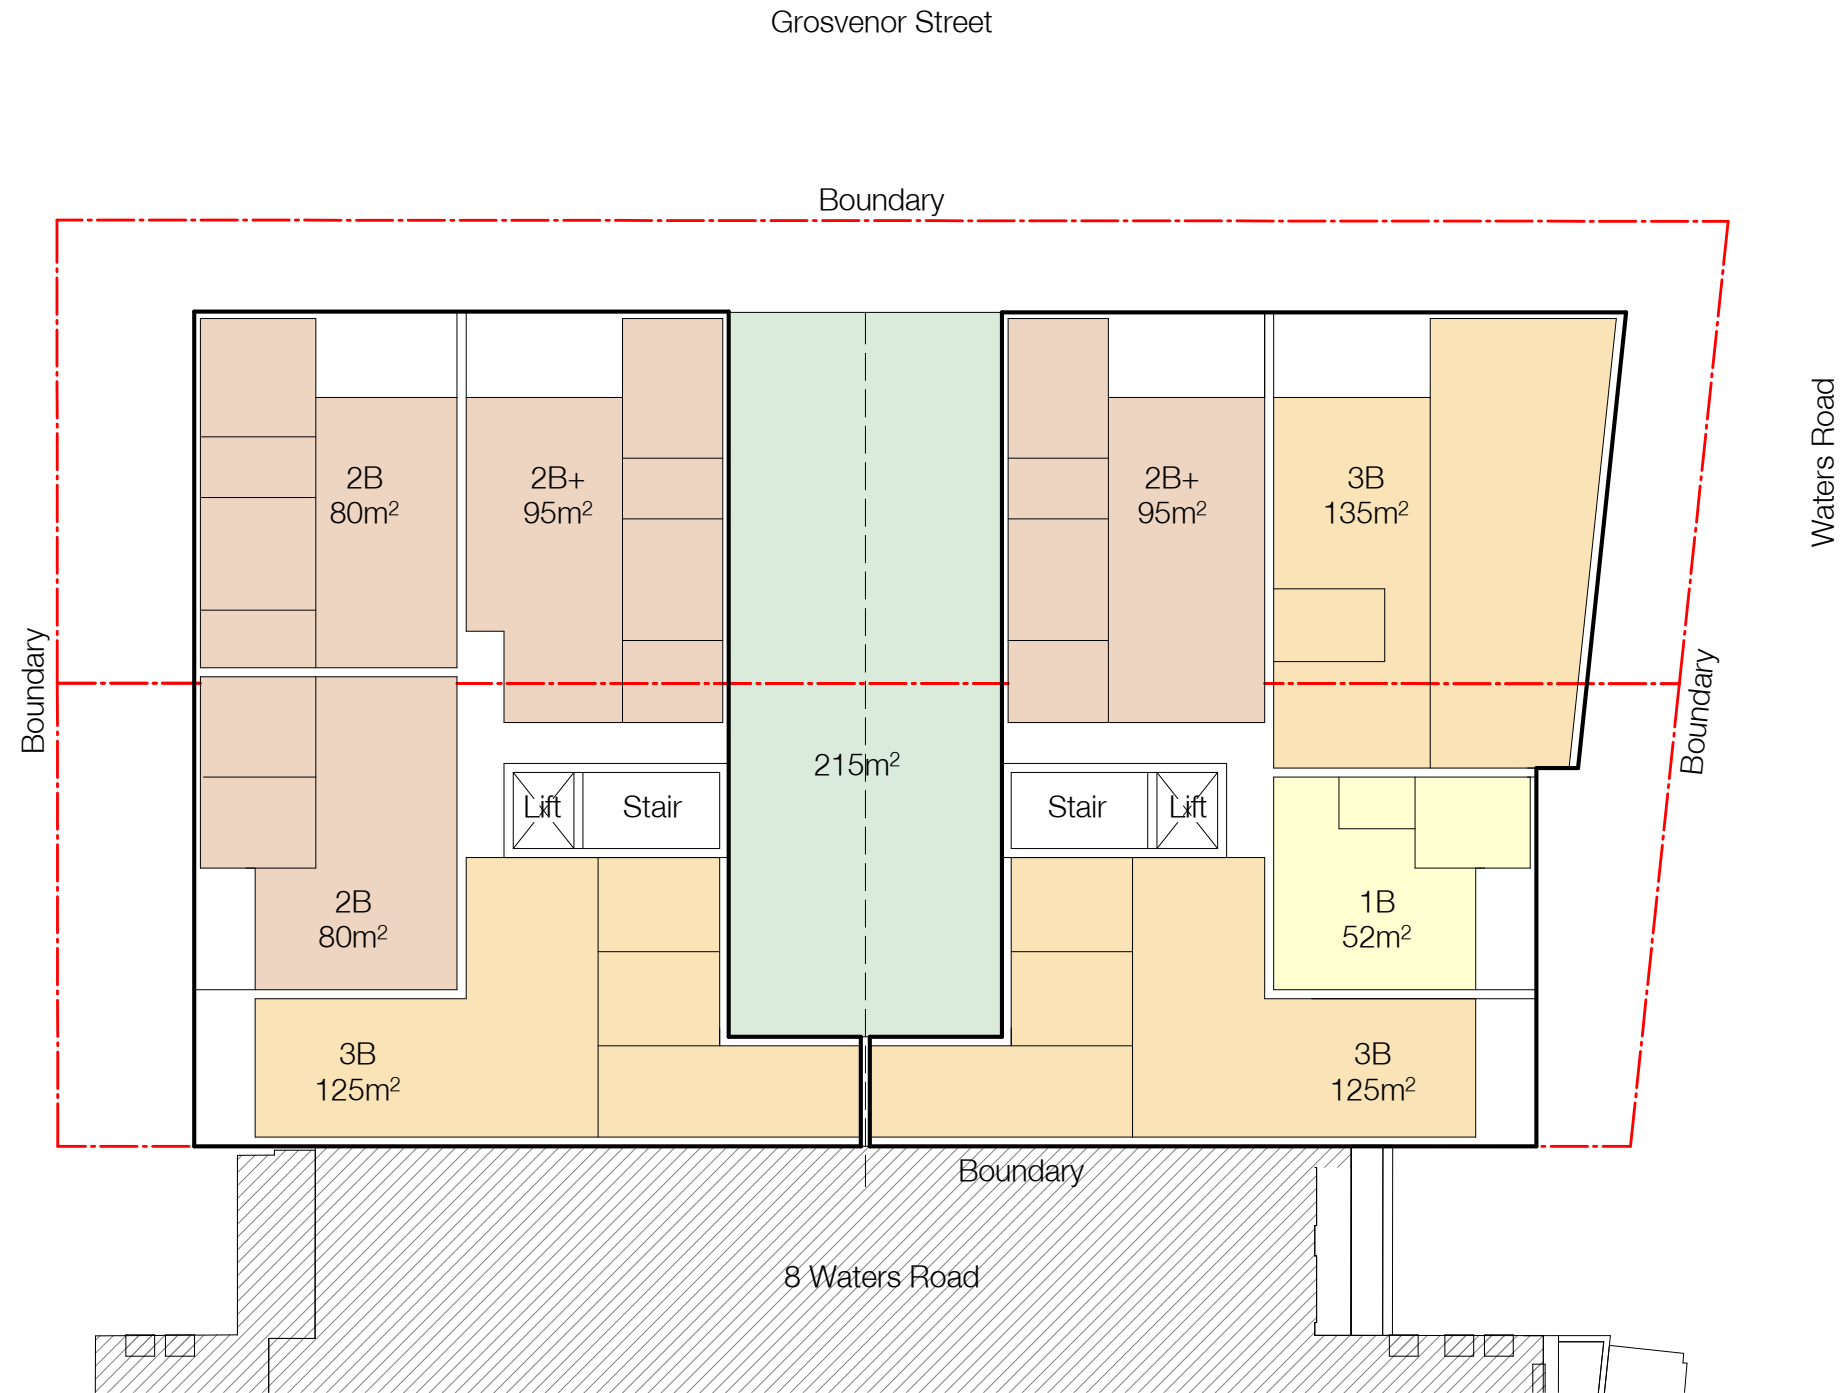 Grosvenor Street
Boundary
Waters Road
2B
80m²
2B+
95m²
2B+
95m²
3B
135m²
Boundary
Boundary
215m²
Lift
Stair
Stair
Lift
2B
80m²
1B
52m²
3B
125m²
3B
125m²
Boundary
8 Waters Road